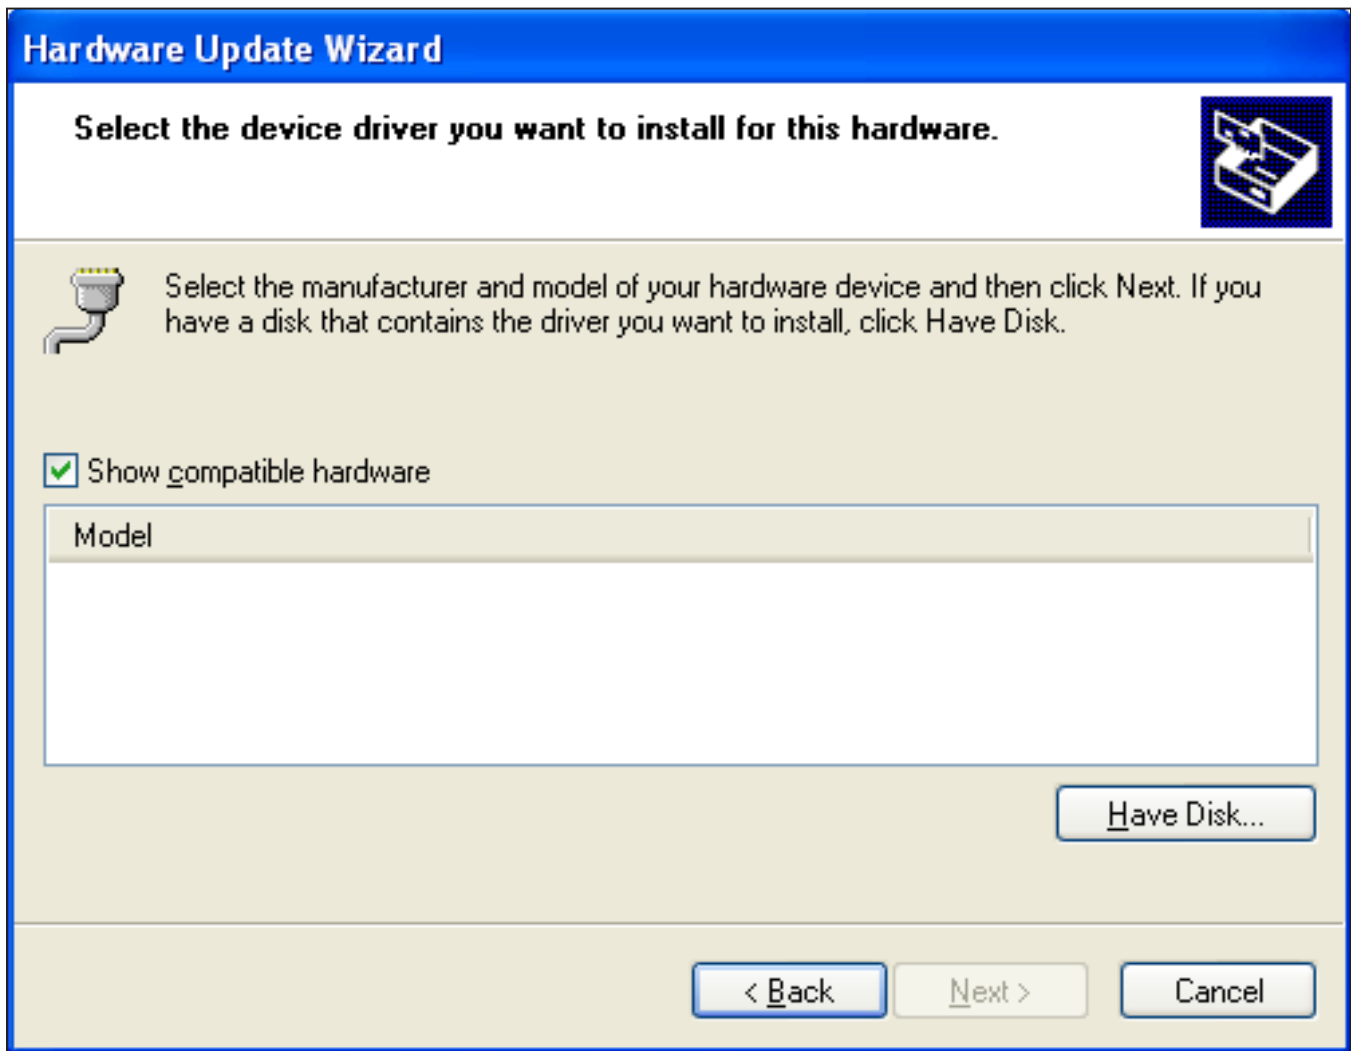 Hardware Update Wizard
Select the device driver you want to install for this hardware.
Select the manufacturer and model of your hardware device and then click Next. If you
have a disk that contains the driver you want to install, click Have Disk.
Show compatible hardware
Model
Have Disk...
< Back
Next >
Cancel